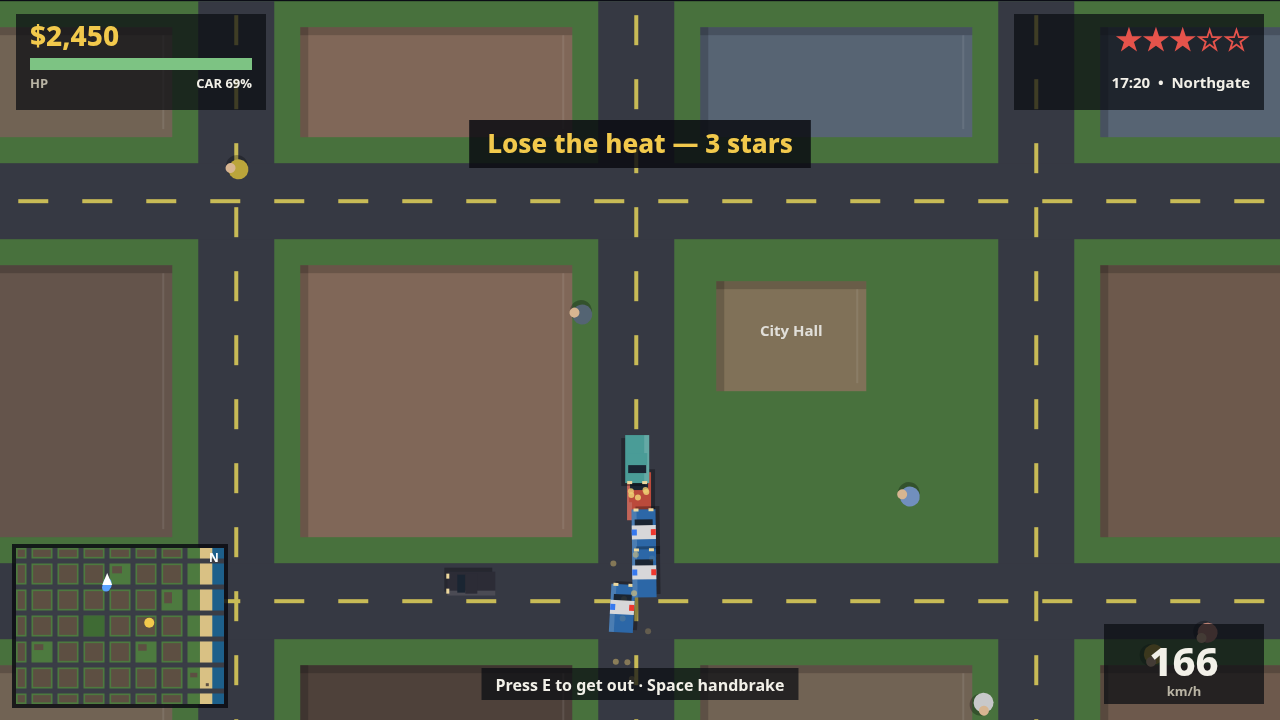 $2,450
HP
CAR 69%
★★★☆☆
17:20 • Northgate
Lose the heat — 3 stars
City Hall
N
Press E to get out · Space handbrake
166
km/h